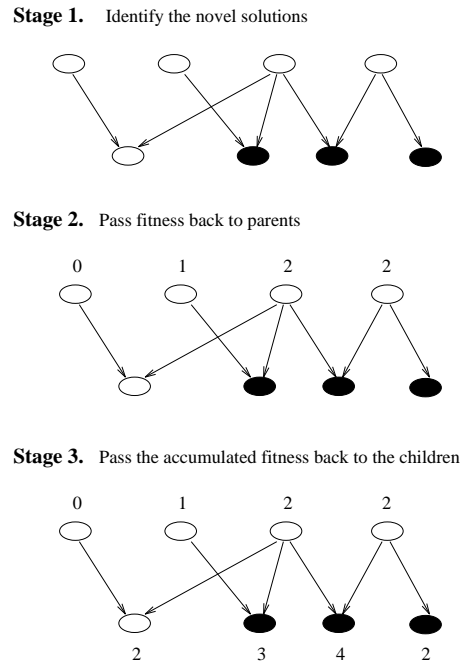 Stage 1. Identify the novel solutions
Stage 2. Pass fitness back to parents
0 1 2 2
Stage 3. Pass the accumulated fitness back to the children
0 1 2 2
2 3 4 2